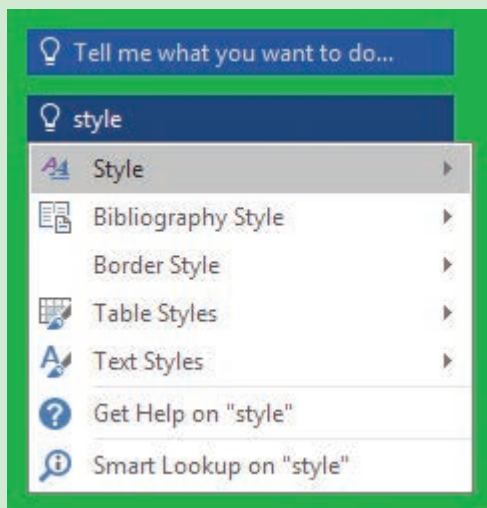 Tell me what you want to do...
style
Style
Bibliography Style
Border Style
Table Styles
Text Styles
Get Help on "style"
Smart Lookup on "style"